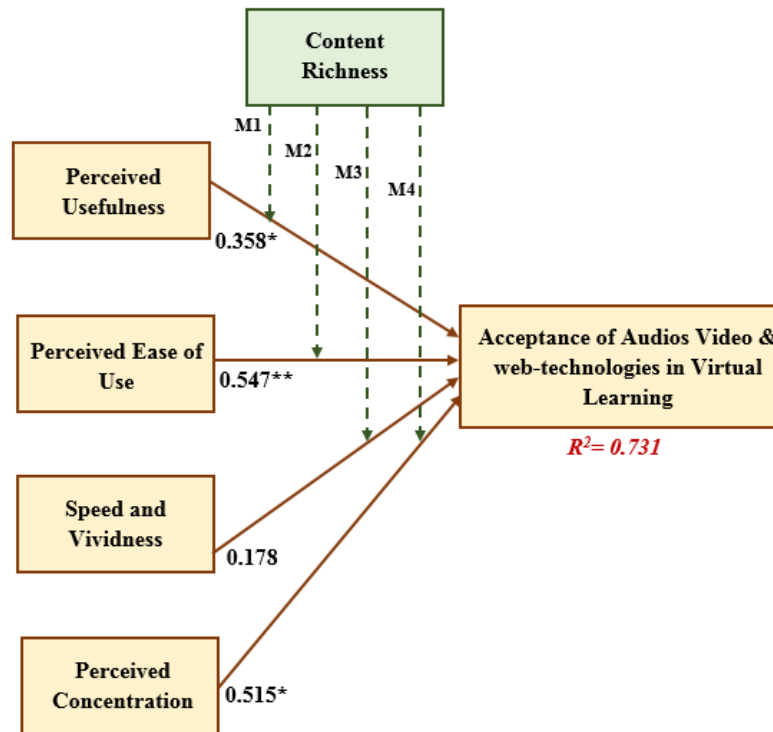 Content
Richness
M1
M2
M3
M4
Perceived
Usefulness
0.358*
Perceived Ease of
Use
0.547**
Acceptance of Audios Video &
web-technologies in Virtual
Learning
R²= 0.731
Speed and
Vividness
0.178
Perceived
Concentration
0.515*